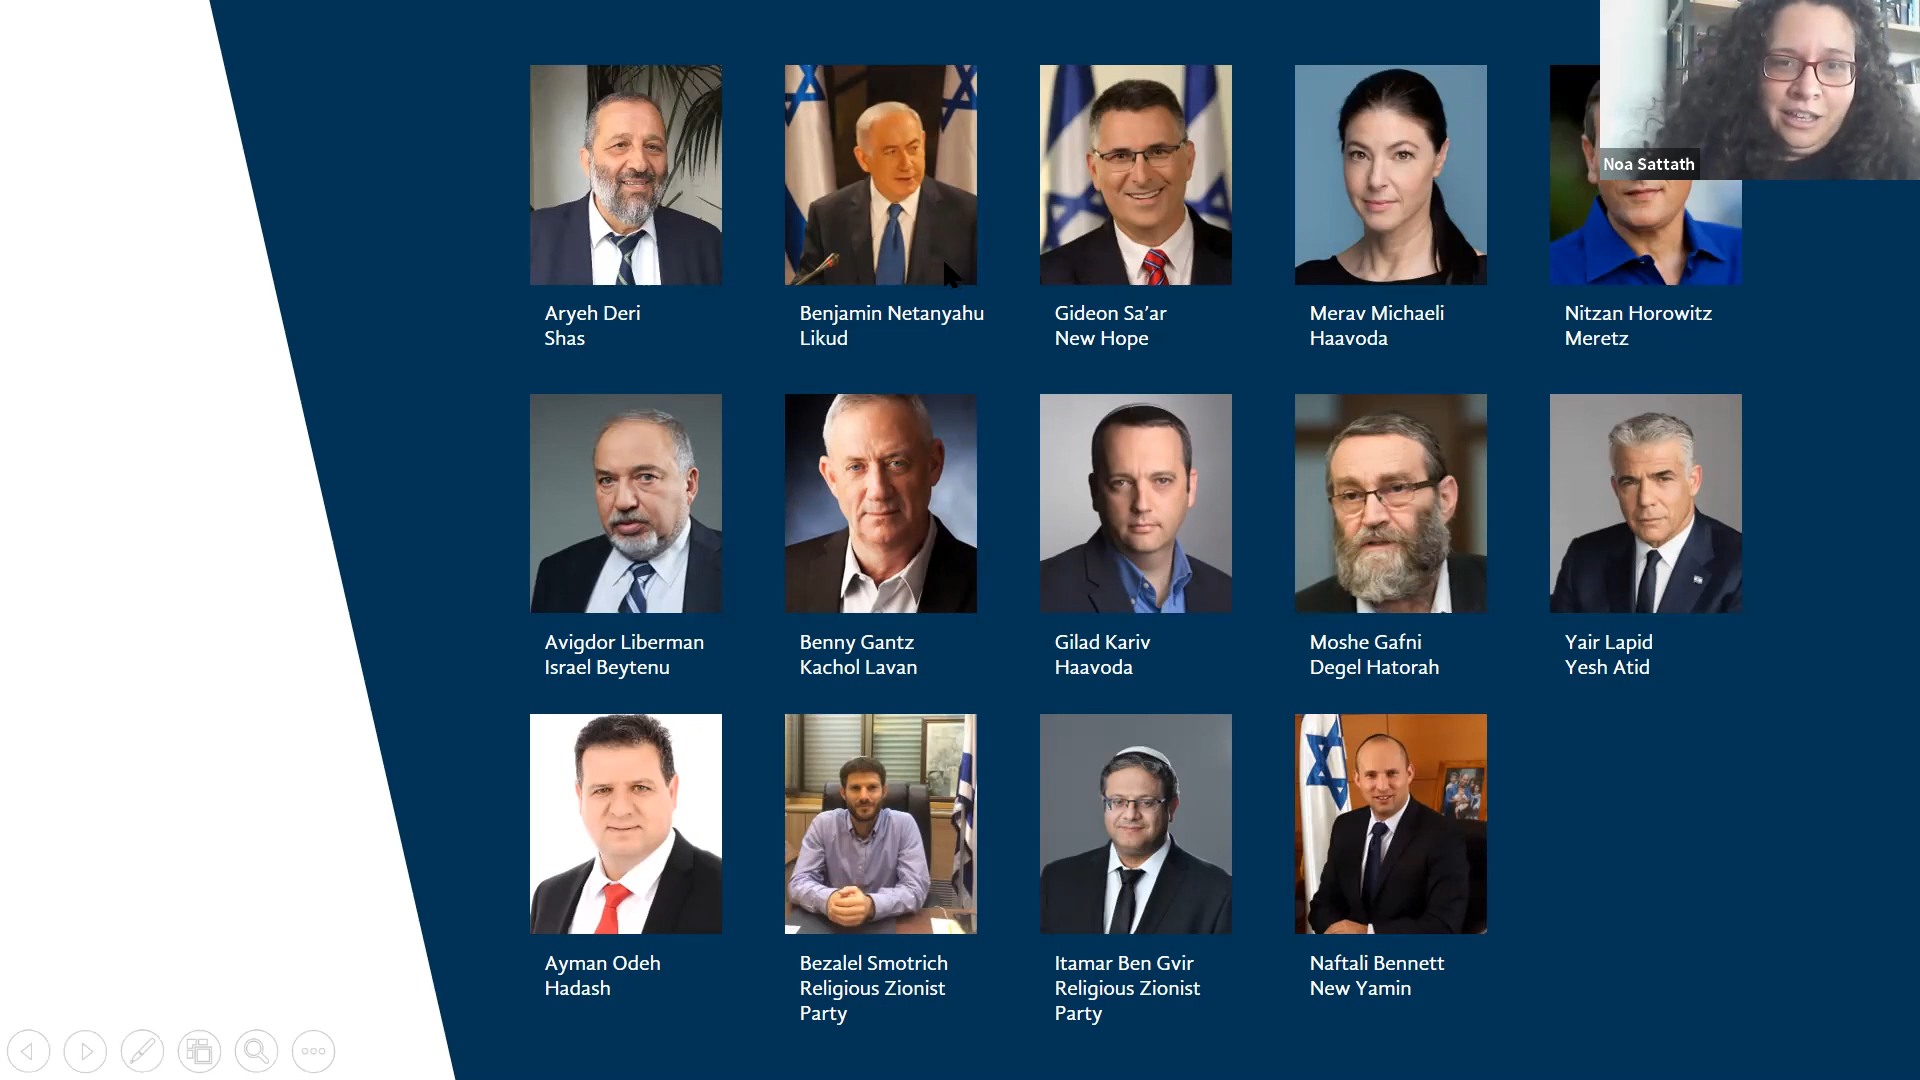 Noa Sattath
Aryeh Deri
Shas
Benjamin Netanyahu
Likud
Gideon Sa’ar
New Hope
Merav Michaeli
Haavoda
Nitzan Horowitz
Meretz
Avigdor Liberman
Israel Beytenu
Benny Gantz
Kachol Lavan
Gilad Kariv
Haavoda
Moshe Gafni
Degel Hatorah
Yair Lapid
Yesh Atid
Ayman Odeh
Hadash
Bezalel Smotrich
Religious Zionist
Party
Itamar Ben Gvir
Religious Zionist
Party
Naftali Bennett
New Yamin